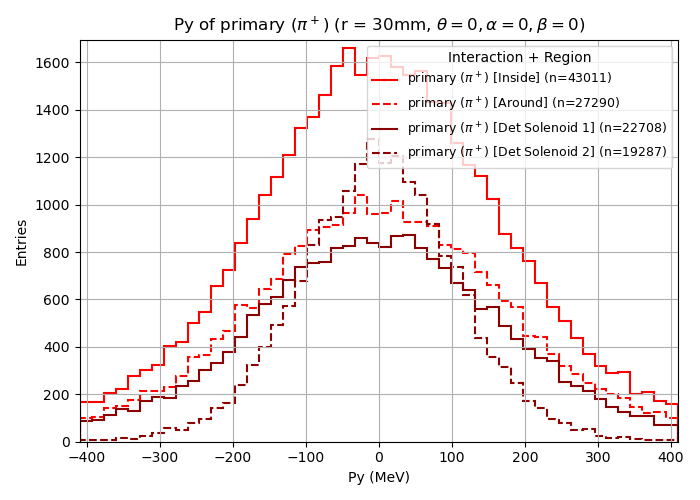 Py of primary (π⁺) (r = 30mm, θ = 0, α = 0, β = 0)
Interaction + Region
primary (π⁺) [Inside] (n=43011)
primary (π⁺) [Around] (n=27290)
primary (π⁺) [Det Solenoid 1] (n=22708)
primary (π⁺) [Det Solenoid 2] (n=19287)
Entries
1600
1400
1200
1000
800
600
400
200
0
−400 −300 −200 −100 0 100 200 300 400
Py (MeV)